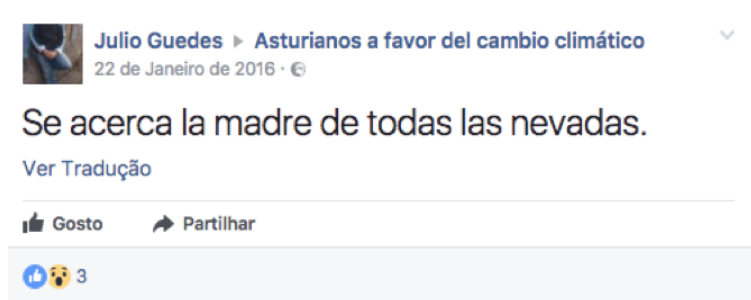 Julio Guedes ▶ Asturianos a favor del cambio climático
22 de Janeiro de 2016 ·
Se acerca la madre de todas las nevadas.
Ver Tradução
Gosto Partilhar
3